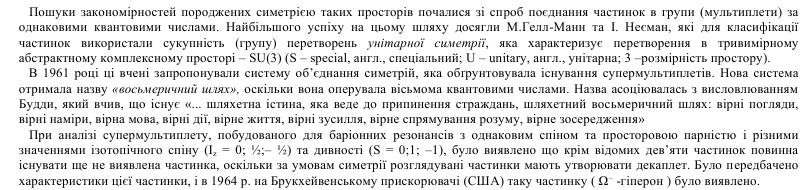 Пошуки закономірностей породжених симетрією таких просторів почалися зі спроб поєднання частинок в групи (мультиплети) за
однаковими квантовими числами. Найбільшого успіху на цьому шляху досягли М.Гелл-Манн та І. Неєман, які для класифікації
частинок використали сукупність (групу) перетворень унітарної симетрії, яка характеризує перетворення в тривимірному
абстрактному комплексному просторі – SU(3) (S – special, англ., спеціальний; U – unitary, англ., унітарна; 3 –розмірність простору).
В 1961 році ці вчені запропонували систему об’єднання симетрій, яка обґрунтовувала існування супермультиплетів. Нова система
отримала назву «восьмеричний шлях», оскільки вона оперувала вісьмома квантовими числами. Назва асоціювалась з висловлюванням
Будди, який вчив, що існує «... шляхетна істина, яка веде до припинення страждань, шляхетний восьмеричний шлях: вірні погляди,
вірні наміри, вірна мова, вірні дії, вірне життя, вірні зусилля, вірне спрямування розуму, вірне зосередження»
При аналізі супермультиплету, побудованого для баріонних резонансів з однаковим спіном та просторовою парністю і різними
значеннями ізотопічного спіну (Iz = 0; ½;– ½) та дивності (S = 0;1; –1), було виявлено що крім відомих дев’яти частинок повинна
існувати ще не виявлена частинка, оскільки за умовам симетрії розглядувані частинки мають утворювати декаплет. Було передбачено
характеристики цієї частинки, і в 1964 р. на Брукхейвенському прискорювачі (США) таку частинку ( Ω⁻ -гіперон ) було виявлено.